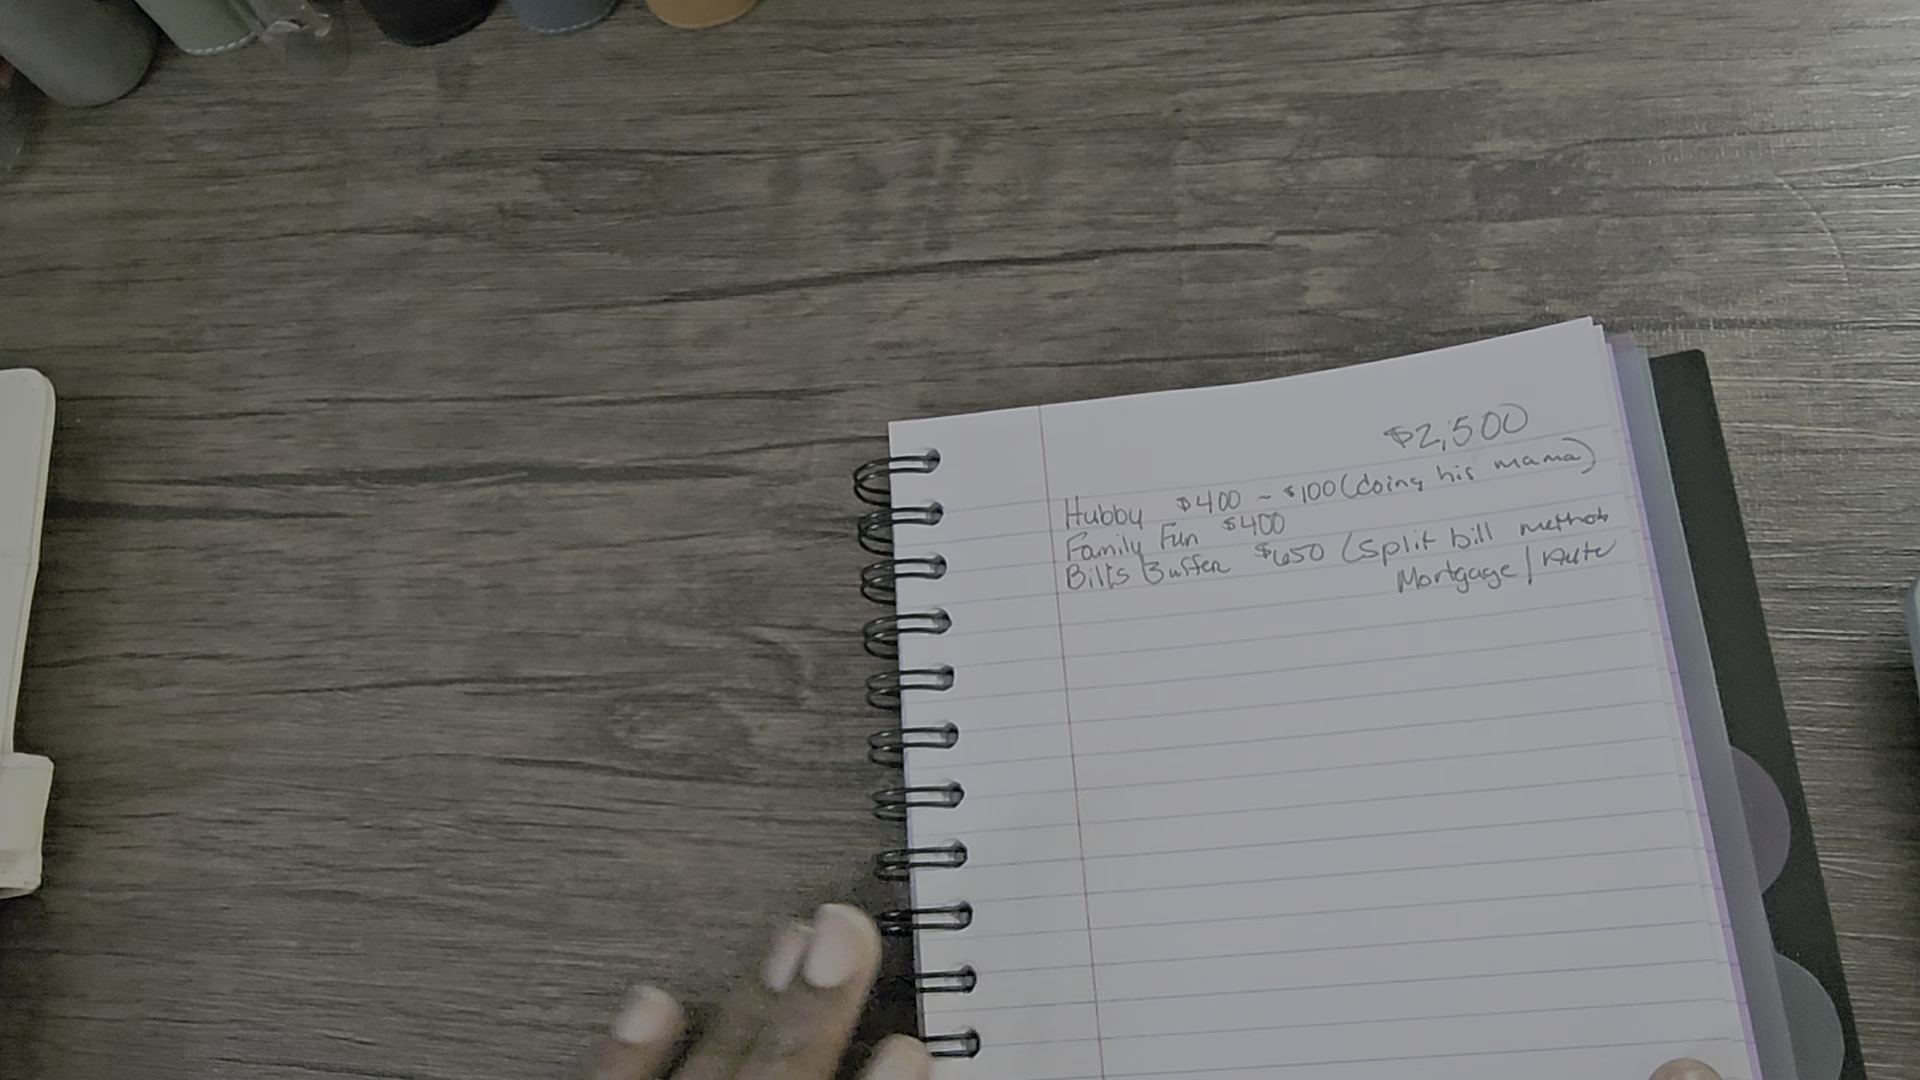 $2,500
Hubby $400 ~ $100 (doing his mama)
Family Fun $400
Bills Buffer $650 (split bill method
Mortgage / Auto